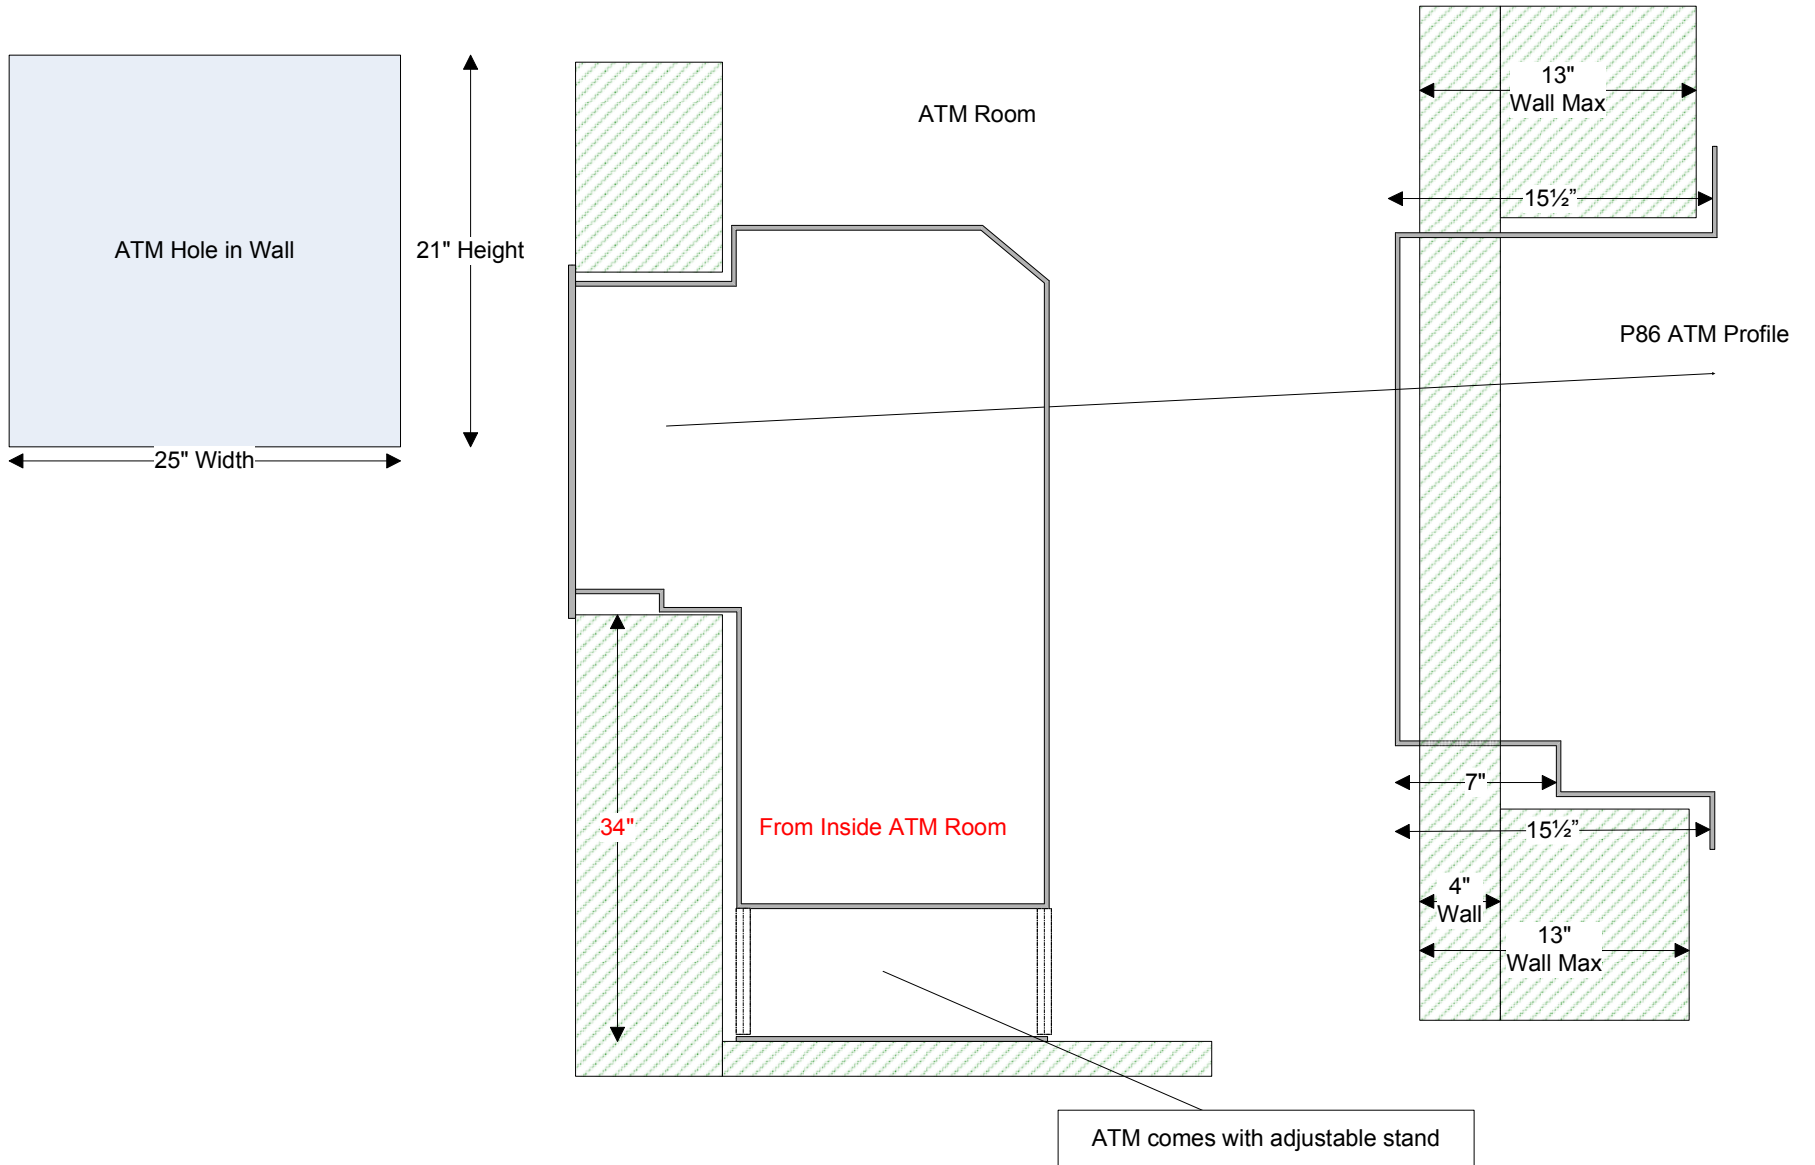 ATM Hole in Wall
21" Height
25" Width
ATM Room
34"
From Inside ATM Room
ATM comes with adjustable stand
13"
Wall Max
15½”
P86 ATM Profile
7"
15½”
4"
Wall
13"
Wall Max